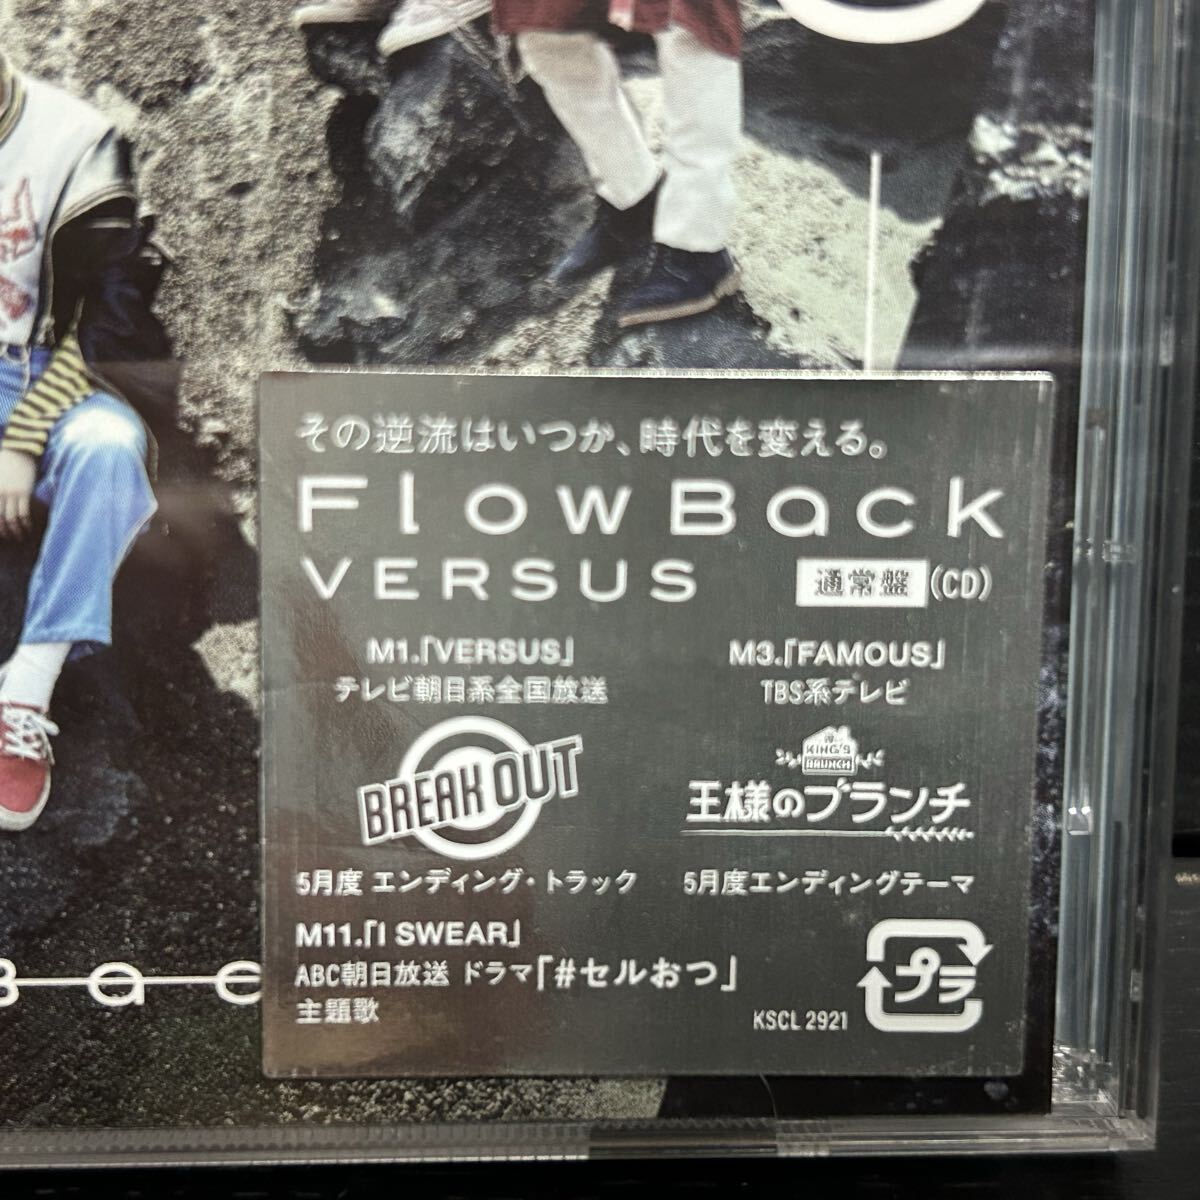 その逆流はいつか、時代を変える。
FlowBack
VERSUS 通常盤 (CD)
M1.「VERSUS」
テレビ朝日系全国放送
BREAK OUT
5月度 エンディング・トラック
M3.「FAMOUS」
TBS系テレビ
KING'S
BRUNCH
王様のブランチ
5月度エンディングテーマ
M11.「I SWEAR」
ABC朝日放送 ドラマ「#セルおつ」
主題歌
KSCL 2921
プラ
Bac